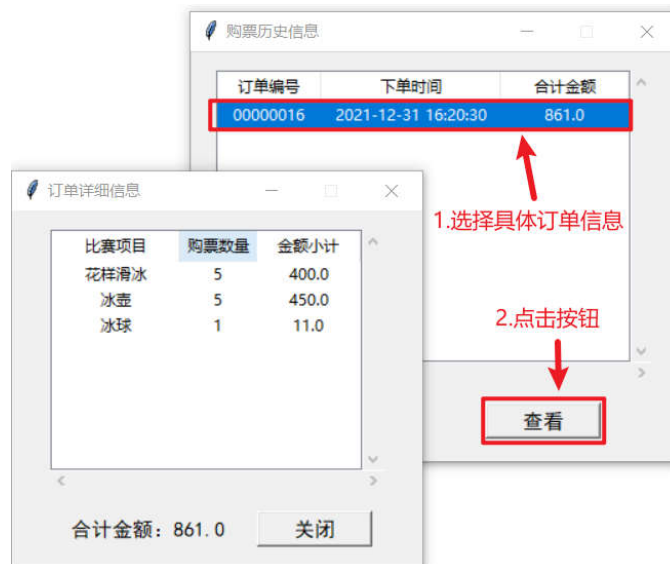 购票历史信息
订单编号 下单时间 合计金额
00000016 2021-12-31 16:20:30 861.0
1.选择具体订单信息
2.点击按钮
查看
订单详细信息
比赛项目 购票数量 金额小计
花样滑冰 5 400.0
冰壶 5 450.0
冰球 1 11.0
合计金额：861.0 关闭